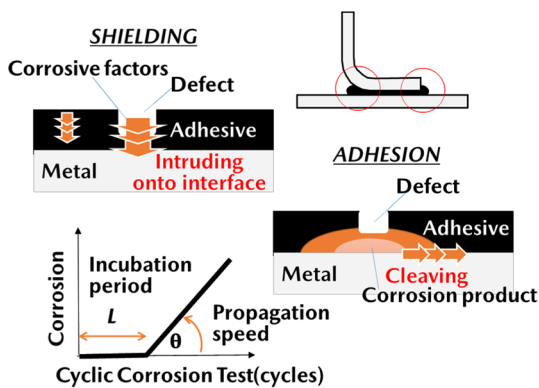 SHIELDING
Corrosive factors
Defect
Adhesive
Metal
Intruding
onto interface
ADHESION
Defect
Adhesive
Metal
Cleaving
Corrosion product
Corrosion
Incubation
period
L
Propagation
speed
θ
Cyclic Corrosion Test(cycles)